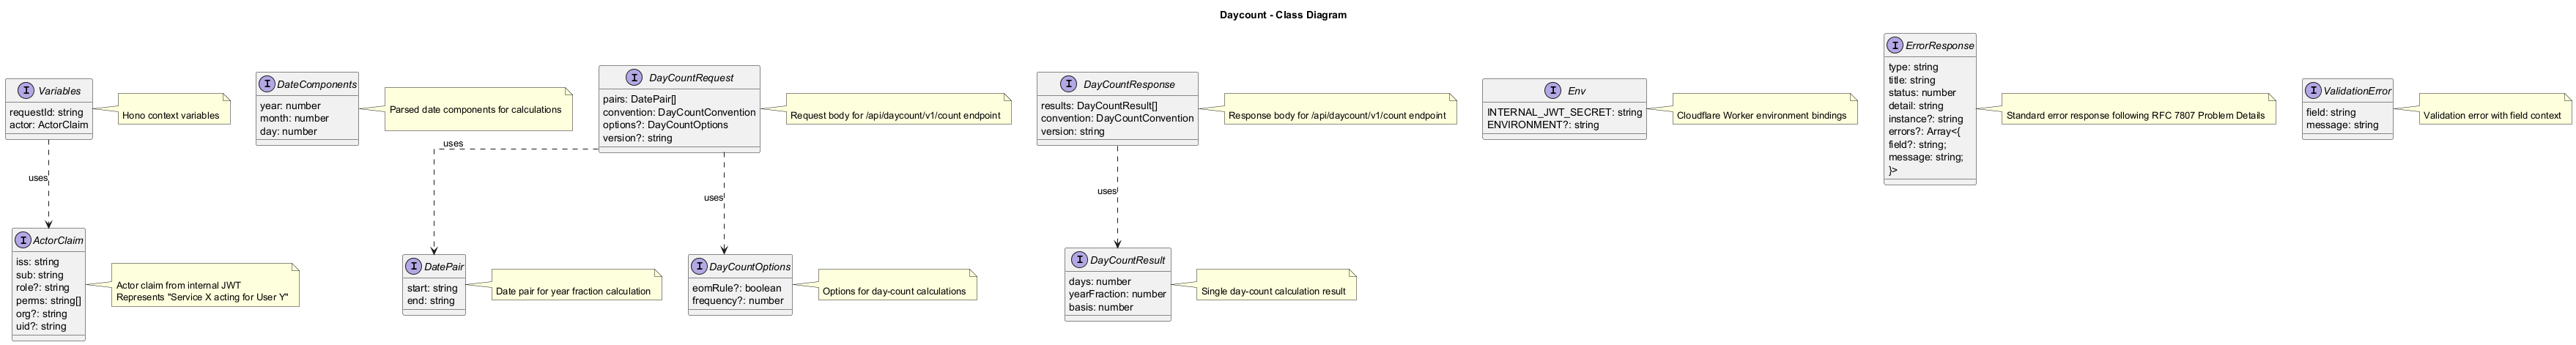 Daycount - Class Diagram
I Variables
requestId: string
actor: ActorClaim
Hono context variables
I DateComponents
year: number
month: number
day: number
Parsed date components for calculations
I DayCountRequest
pairs: DatePair[]
convention: DayCountConvention
options?: DayCountOptions
version?: string
Request body for /api/daycount/v1/count endpoint
I DayCountResponse
results: DayCountResult[]
convention: DayCountConvention
version: string
Response body for /api/daycount/v1/count endpoint
I Env
INTERNAL_JWT_SECRET: string
ENVIRONMENT?: string
Cloudflare Worker environment bindings
I ErrorResponse
type: string
title: string
status: number
detail: string
instance?: string
errors?: Array<{
field?: string;
message: string;
}>
Standard error response following RFC 7807 Problem Details
I ValidationError
field: string
message: string
Validation error with field context
uses
uses
uses
uses
I ActorClaim
iss: string
sub: string
role?: string
perms: string[]
org?: string
uid?: string
Actor claim from internal JWT
Represents "Service X acting for User Y"
I DatePair
start: string
end: string
Date pair for year fraction calculation
I DayCountOptions
eomRule?: boolean
frequency?: number
Options for day-count calculations
I DayCountResult
days: number
yearFraction: number
basis: number
Single day-count calculation result